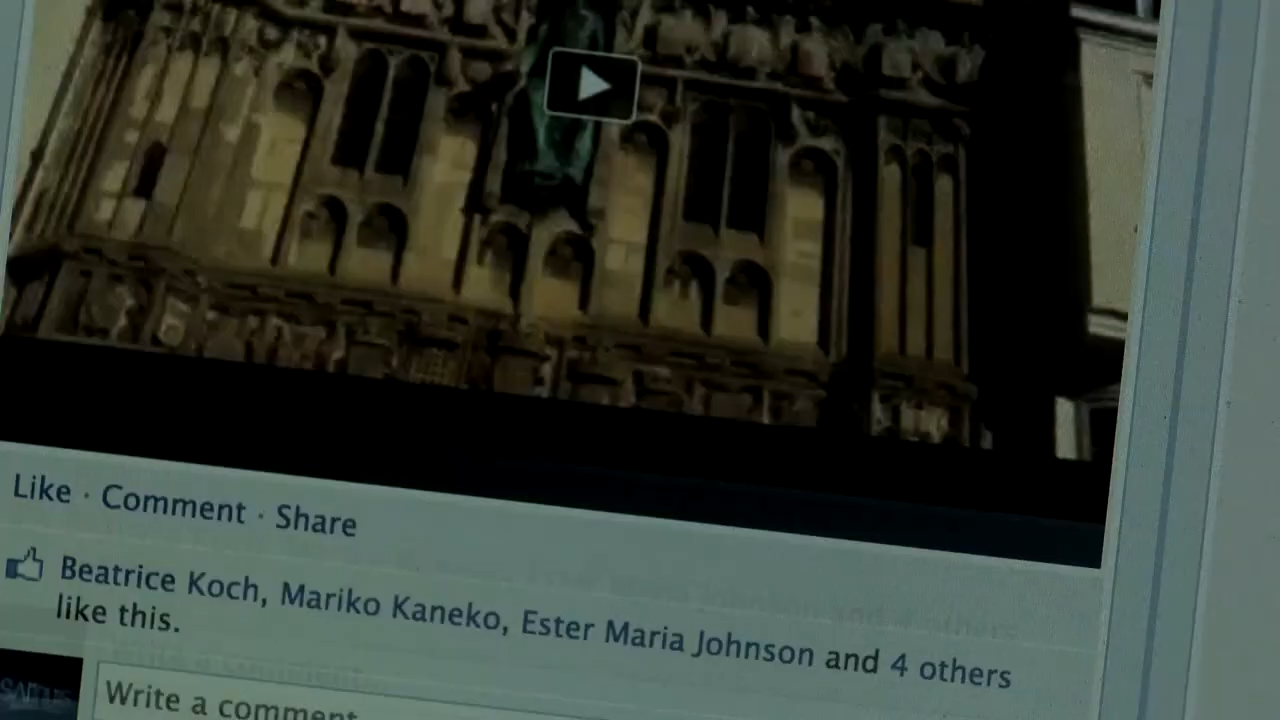 Like · Comment · Share
Beatrice Koch, Mariko Kaneko, Ester Maria Johnson and 4 others
like this.
Write a comment